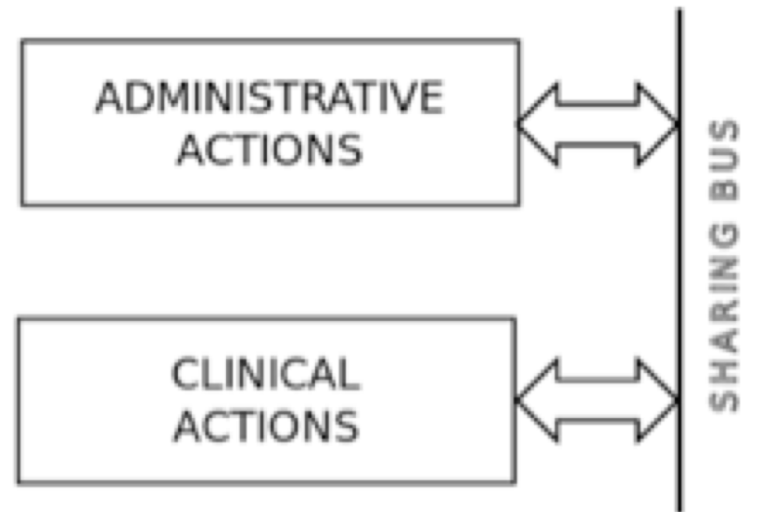 ADMINISTRATIVE
ACTIONS
CLINICAL
ACTIONS
SHARING BUS